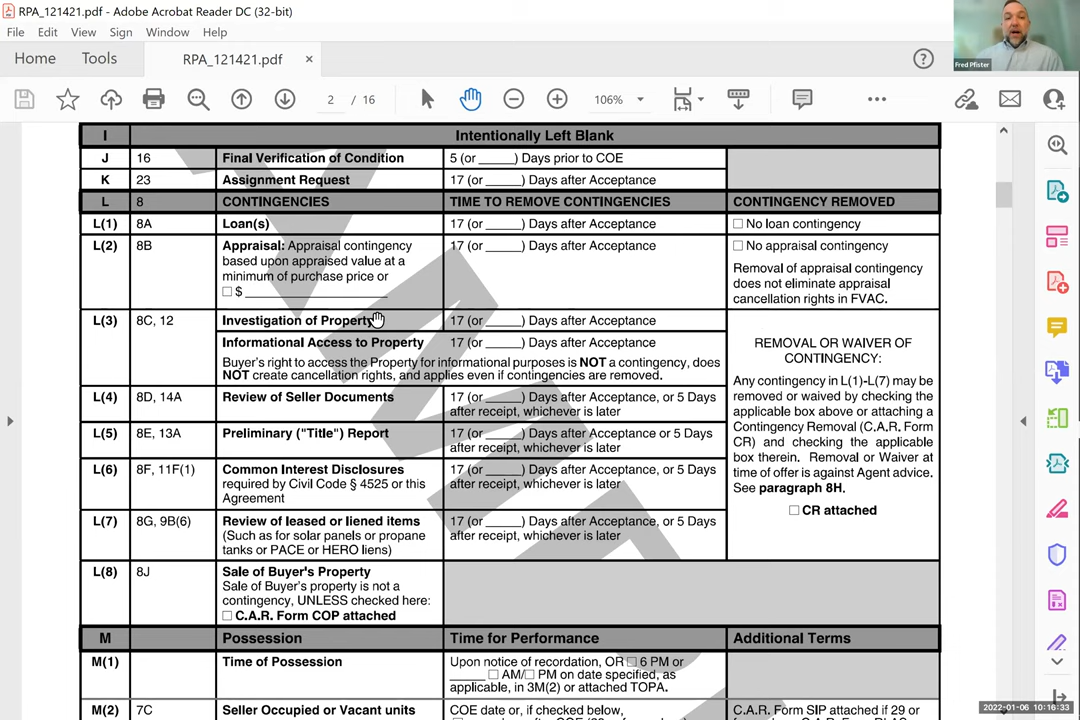 RPA_121421.pdf - Adobe Acrobat Reader DC (32-bit)
File Edit View Sign Window Help
Home Tools RPA_121421.pdf ×
2 / 16 106%
Fred Pfister
I Intentionally Left Blank
J 16 Final Verification of Condition 5 (or _____) Days prior to COE
K 23 Assignment Request 17 (or _____) Days after Acceptance
L 8 CONTINGENCIES TIME TO REMOVE CONTINGENCIES CONTINGENCY REMOVED
L(1) 8A Loan(s) 17 (or _____) Days after Acceptance ☐ No loan contingency
L(2) 8B Appraisal: Appraisal contingency
based upon appraised value at a
minimum of purchase price or
☐ $ ____________________
17 (or _____) Days after Acceptance
☐ No appraisal contingency
Removal of appraisal contingency
does not eliminate appraisal
cancellation rights in FVAC.
L(3) 8C, 12 Investigation of Property 17 (or _____) Days after Acceptance
Informational Access to Property 17 (or _____) Days after Acceptance
Buyer's right to access the Property for informational purposes is NOT a contingency, does
NOT create cancellation rights, and applies even if contingencies are removed.
REMOVAL OR WAIVER OF
CONTINGENCY:
Any contingency in L(1)-L(7) may be
removed or waived by checking the
applicable box above or attaching a
Contingency Removal (C.A.R. Form
CR) and checking the applicable
box therein. Removal or Waiver at
time of offer is against Agent advice.
See paragraph 8H.
☐ CR attached
L(4) 8D, 14A Review of Seller Documents 17 (or _____) Days after Acceptance, or 5 Days
after receipt, whichever is later
L(5) 8E, 13A Preliminary ("Title") Report 17 (or _____) Days after Acceptance or 5 Days
after receipt, whichever is later
L(6) 8F, 11F(1) Common Interest Disclosures
required by Civil Code § 4525 or this
Agreement
17 (or _____) Days after Acceptance, or 5 Days
after receipt, whichever is later
L(7) 8G, 9B(6) Review of leased or liened items
(Such as for solar panels or propane
tanks or PACE or HERO liens)
17 (or _____) Days after Acceptance, or 5 Days
after receipt, whichever is later
L(8) 8J Sale of Buyer's Property
Sale of Buyer's property is not a
contingency, UNLESS checked here:
☐ C.A.R. Form COP attached
M Possession Time for Performance Additional Terms
M(1) Time of Possession Upon notice of recordation, OR ☐ 6 PM or
_____ ☐ AM/☐ PM on date specified, as
applicable, in 3M(2) or attached TOPA.
M(2) 7C Seller Occupied or Vacant units COE date or, if checked below, C.A.R. Form SIP attached if 29 or
2022-01-06 10:16:33